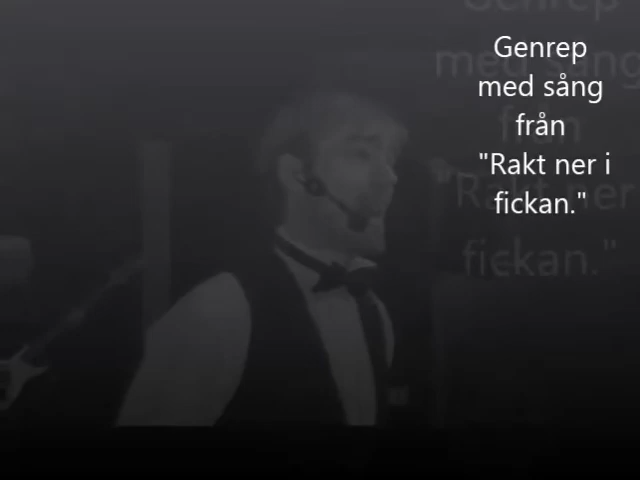 Genrep
med sång
från
"Rakt ner i
fickan."